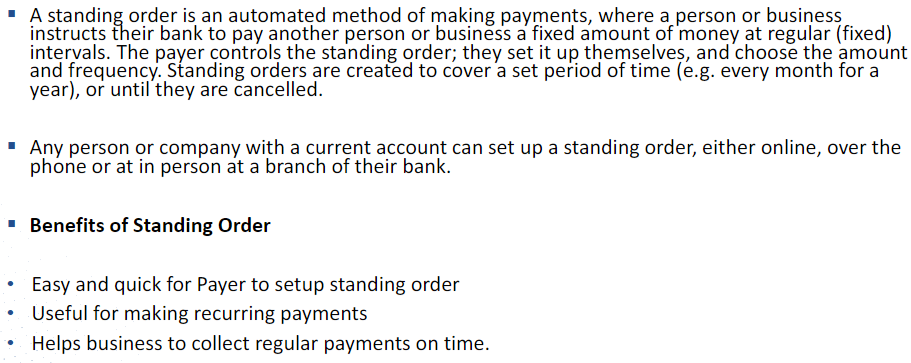 A standing order is an automated method of making payments, where a person or business
instructs their bank to pay another person or business a fixed amount of money at regular (fixed)
intervals. The payer controls the standing order; they set it up themselves, and choose the amount
and frequency. Standing orders are created to cover a set period of time (e.g. every month for a
year), or until they are cancelled.
Any person or company with a current account can set up a standing order, either online, over the
phone or at in person at a branch of their bank.
Benefits of Standing Order
Easy and quick for Payer to setup standing order
Useful for making recurring payments
Helps business to collect regular payments on time.